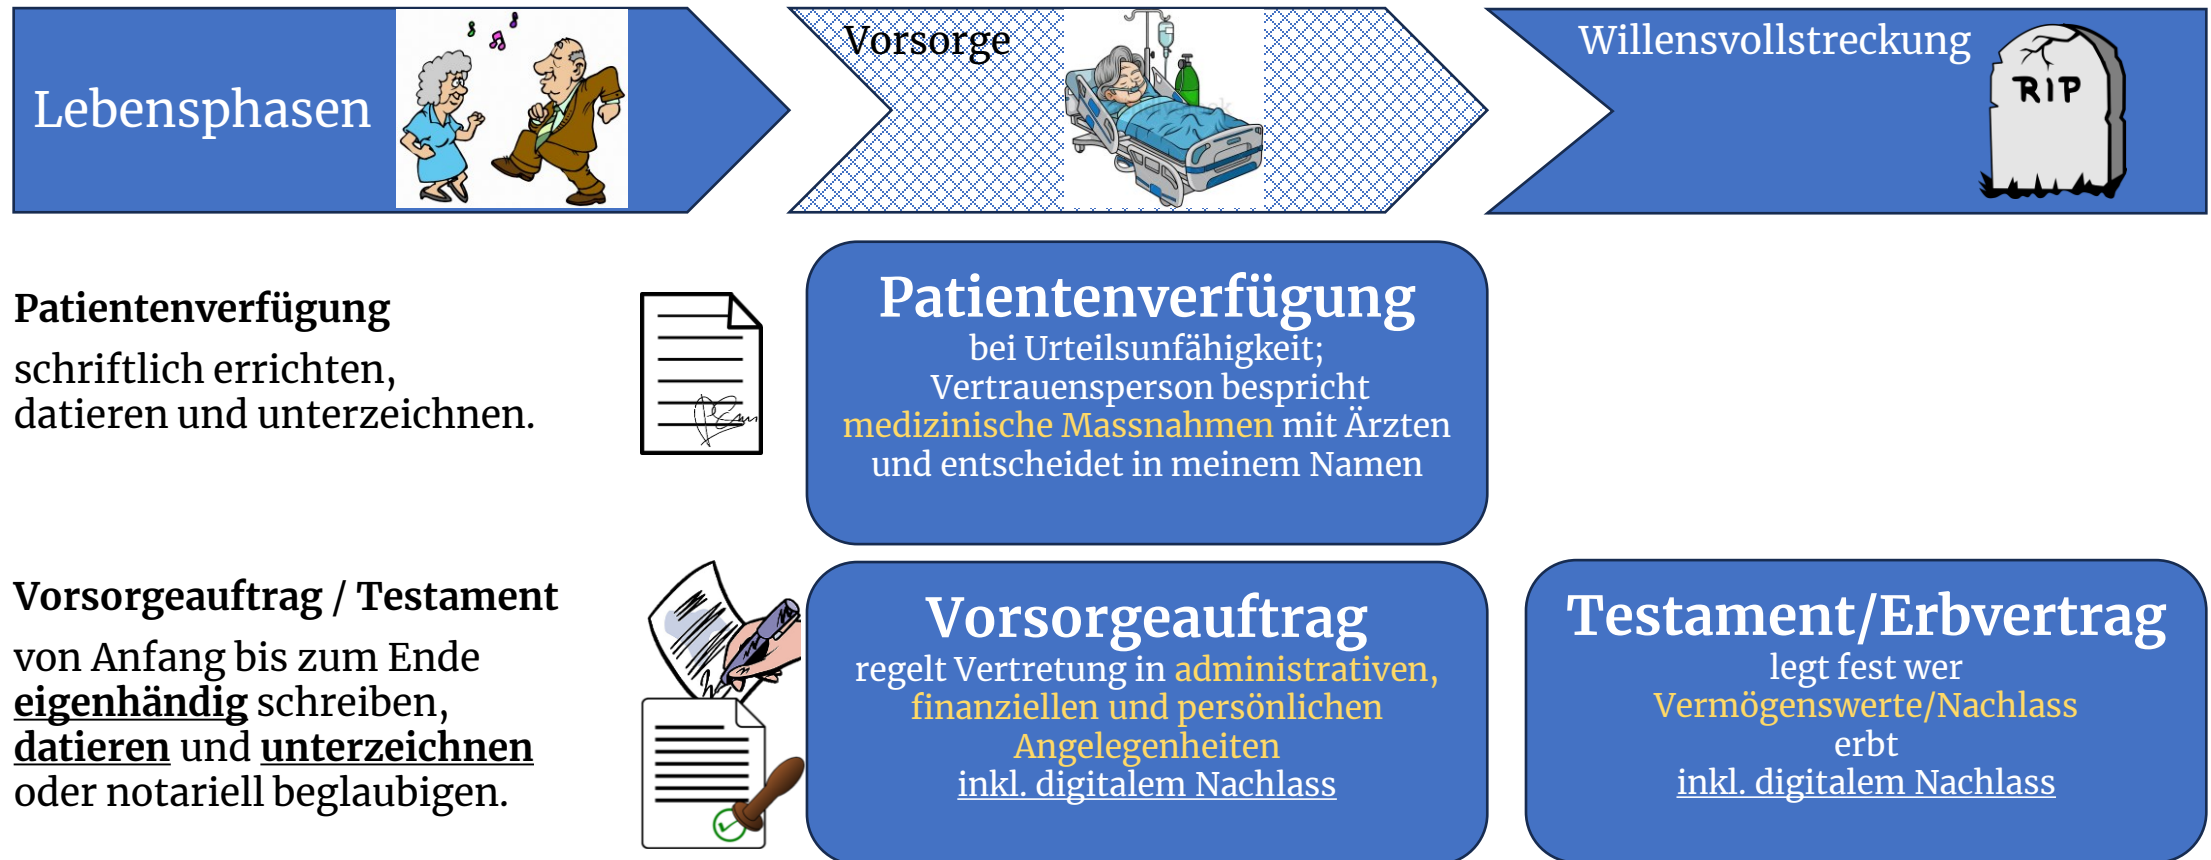 Lebensphasen
Vorsorge
Willensvollstreckung
RIP
Patientenverfügung
schriftlich errichten,
datieren und unterzeichnen.
Patientenverfügung
bei Urteilsunfähigkeit;
Vertrauensperson bespricht
medizinische Massnahmen mit Ärzten
und entscheidet in meinem Namen
Vorsorgeauftrag / Testament
von Anfang bis zum Ende
eigenhändig schreiben,
datieren und unterzeichnen
oder notariell beglaubigen.
Vorsorgeauftrag
regelt Vertretung in administrativen,
finanziellen und persönlichen
Angelegenheiten
inkl. digitalem Nachlass
Testament/Erbvertrag
legt fest wer
Vermögenswerte/Nachlass
erbt
inkl. digitalem Nachlass